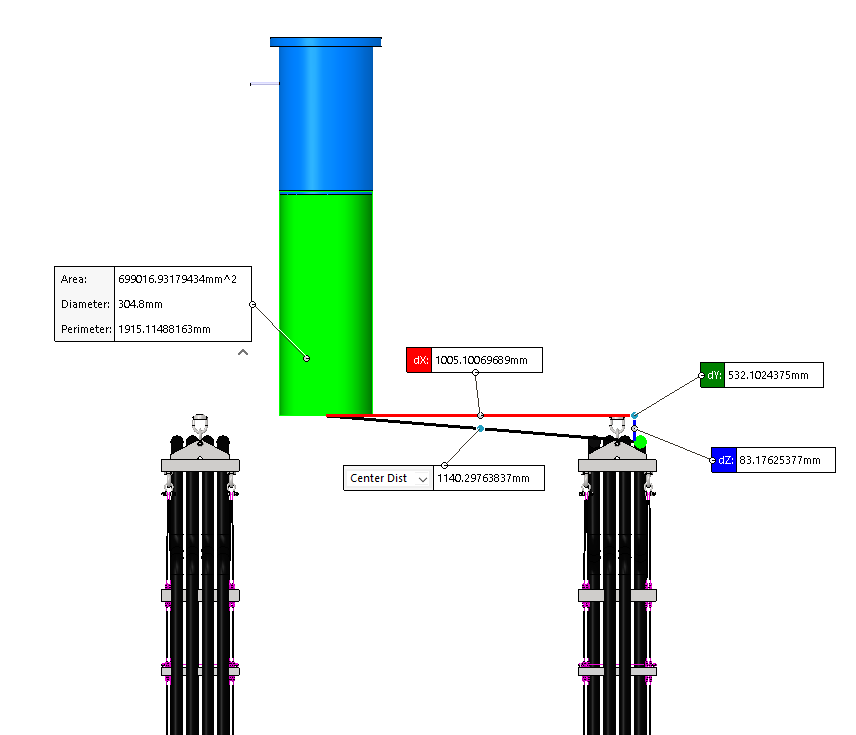 Area: 699016.93179434mm^2
Diameter: 304.8mm
Perimeter: 1915.11488163mm
dX: 1005.10069689mm
dY: 532.1024375mm
dZ: 83.17625377mm
Center Dist 1140.29763837mm